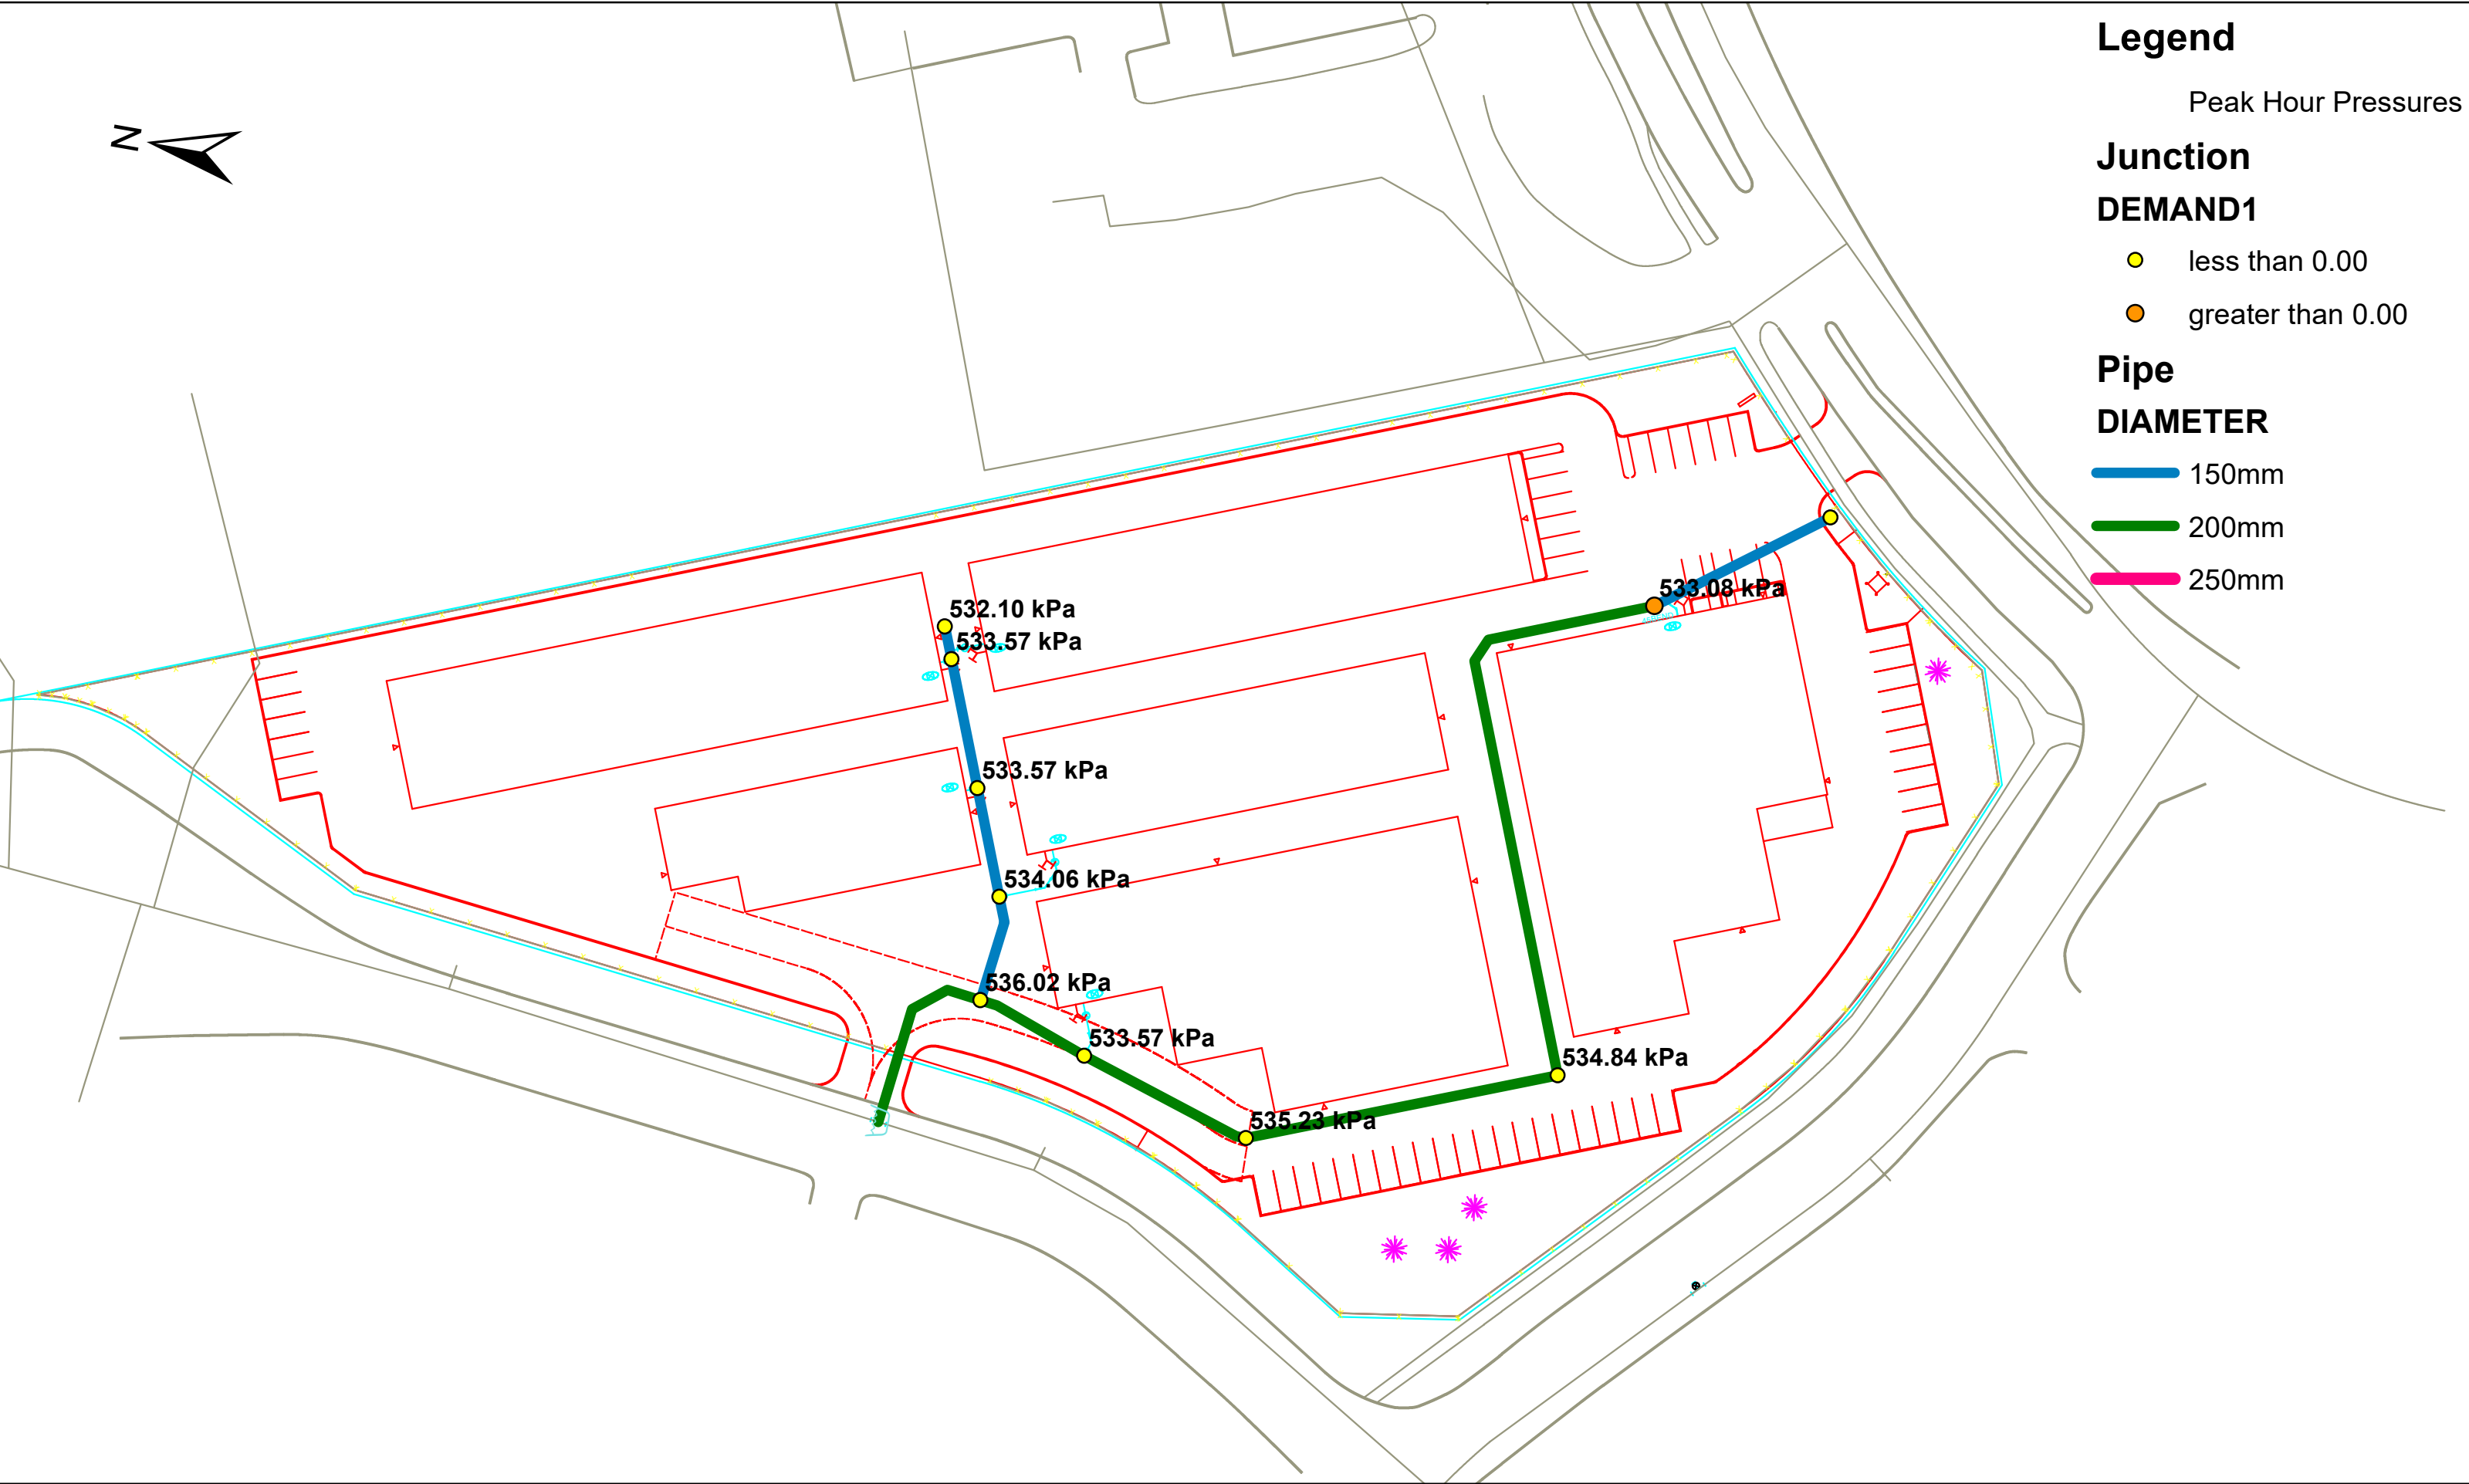 Legend
Peak Hour Pressures
Junction
DEMAND1
less than 0.00
greater than 0.00
Pipe
DIAMETER
150mm
200mm
250mm
N
533.08 kPa
532.10 kPa
533.57 kPa
533.57 kPa
534.06 kPa
536.02 kPa
533.57 kPa
534.84 kPa
535.23 kPa